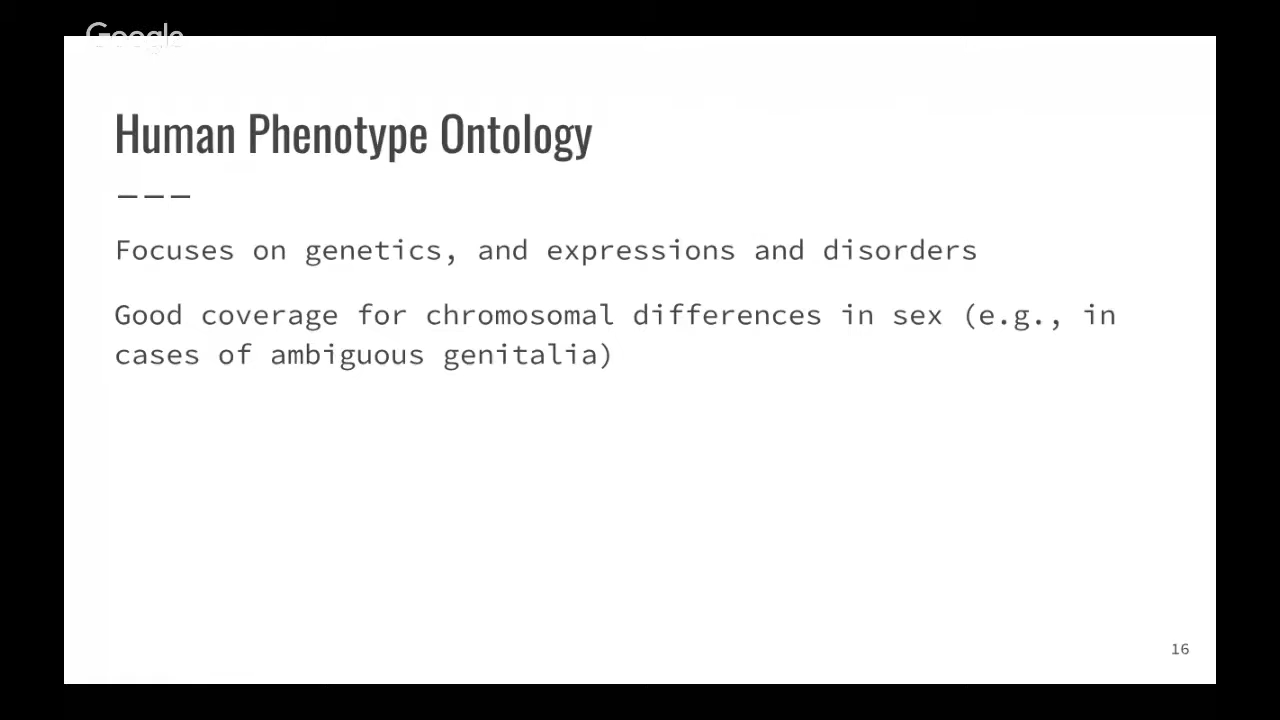 Google
Human Phenotype Ontology
———
Focuses on genetics, and expressions and disorders
Good coverage for chromosomal differences in sex (e.g., in
cases of ambiguous genitalia)
16